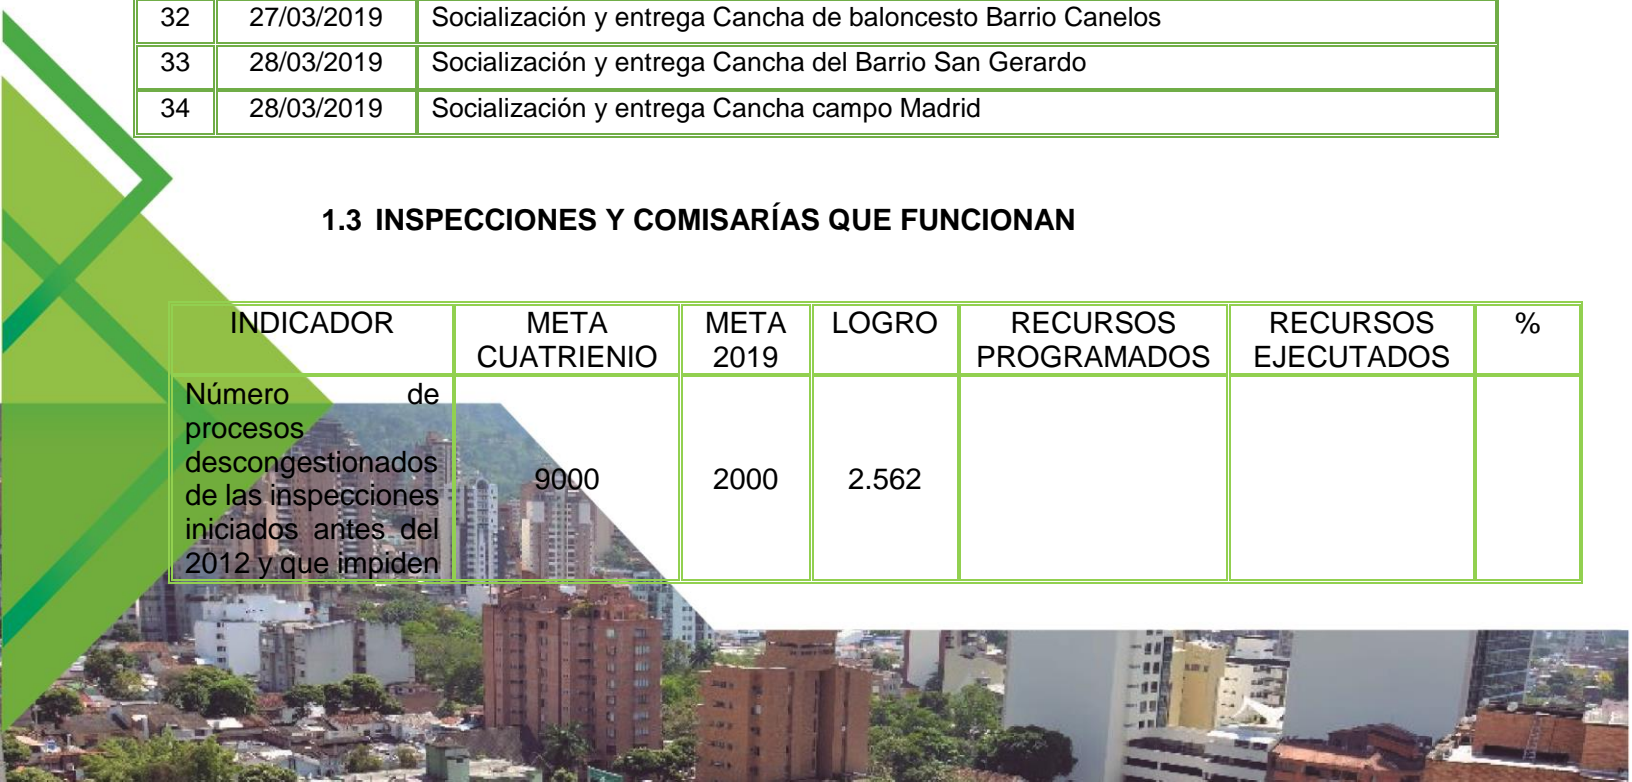 32 27/03/2019 Socialización y entrega Cancha de baloncesto Barrio Canelos
33 28/03/2019 Socialización y entrega Cancha del Barrio San Gerardo
34 28/03/2019 Socialización y entrega Cancha campo Madrid
1.3 INSPECCIONES Y COMISARÍAS QUE FUNCIONAN
INDICADOR META CUATRIENIO META 2019 LOGRO RECURSOS PROGRAMADOS RECURSOS EJECUTADOS %
Número de
procesos
descongestionados
de las inspecciones
iniciados antes del
2012 y que impiden
9000 2000 2.562